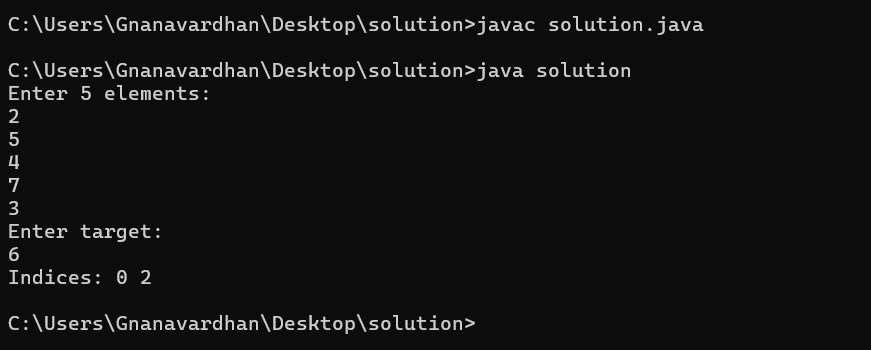 C:\Users\Gnanavardhan\Desktop\solution>javac solution.java
C:\Users\Gnanavardhan\Desktop\solution>java solution
Enter 5 elements:
2
5
4
7
3
Enter target:
6
Indices: 0 2
C:\Users\Gnanavardhan\Desktop\solution>